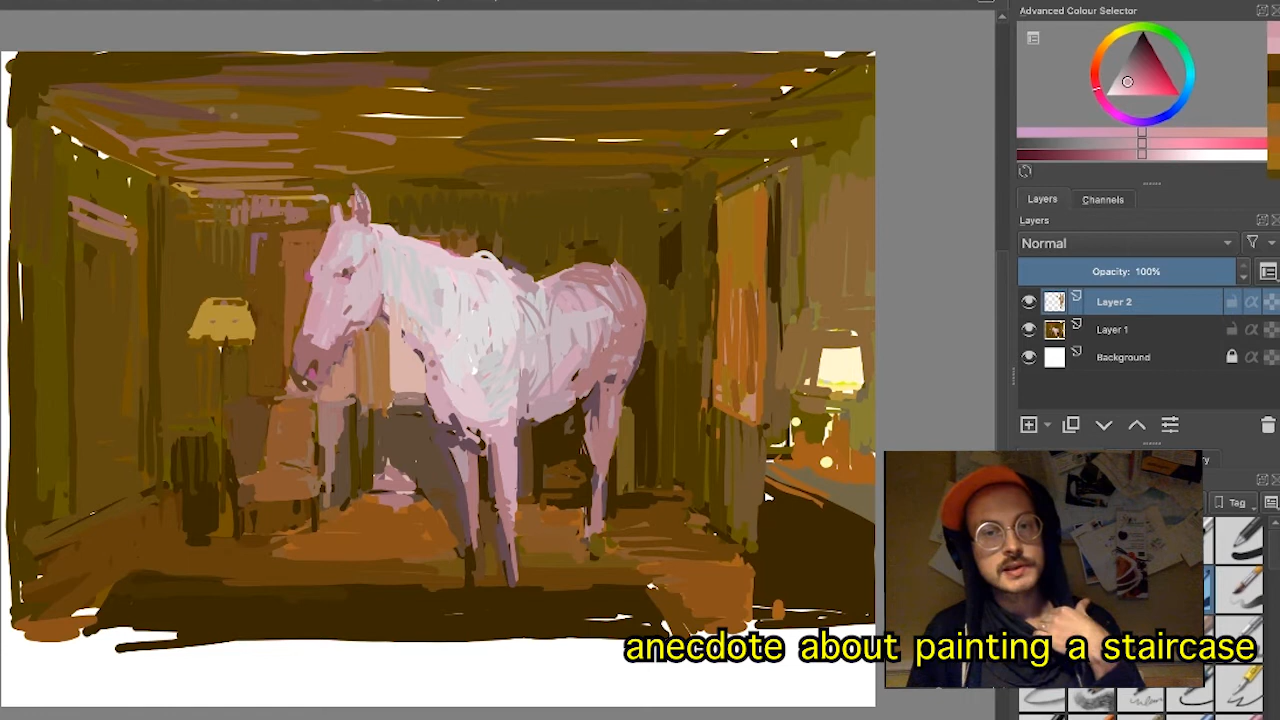 Advanced Colour Selector
Layers
Channels
Layers
Normal
Opacity: 100%
Layer 2
Layer 1
Background
Tag
anecdote about painting a staircase